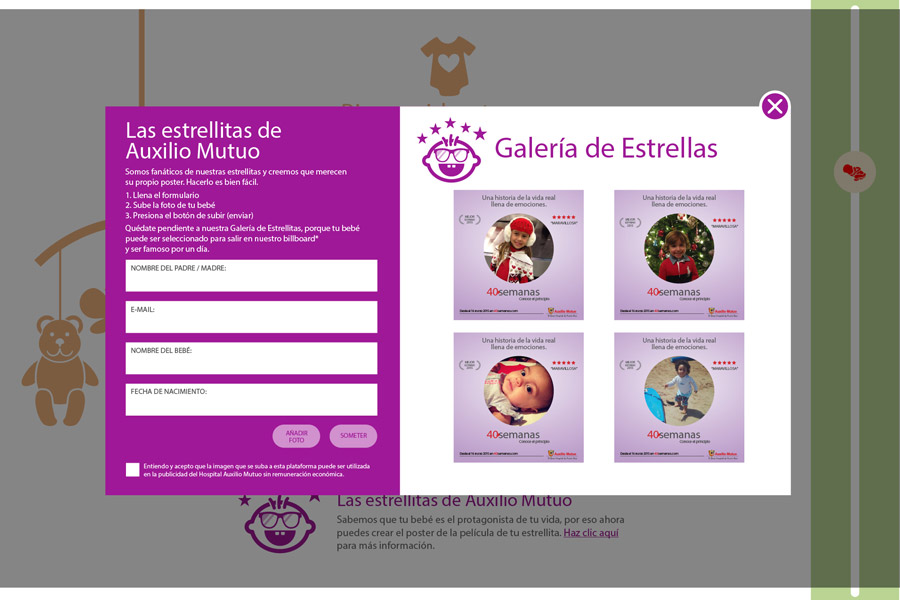 Las estrellitas de
Auxilio Mutuo
Somos fanáticos de nuestras estrellitas y creemos que merecen
su propio poster. Hacerlo es bien fácil.
1. Llena el formulario
2. Sube la foto de tu bebé
3. Presiona el botón de subir (enviar)
Quédate pendiente a nuestra Galería de Estrellitas, porque tu bebé
puede ser seleccionado para salir en nuestro billboard*
y ser famoso por un día.
NOMBRE DEL PADRE / MADRE:
E-MAIL:
NOMBRE DEL BEBÉ:
FECHA DE NACIMIENTO:
AÑADIR
FOTO
SOMETER
Entiendo y acepto que la imagen que se suba a esta plataforma puede ser utilizada
en la publicidad del Hospital Auxilio Mutuo sin remuneración económica.
Galería de Estrellas
Una historia de la vida real
llena de emociones.
"MARAVILLOSA"
40semanas
Conoce el principio
Auxilio Mutuo
Una historia de la vida real
llena de emociones.
"MARAVILLOSA"
40semanas
Conoce el principio
Auxilio Mutuo
Una historia de la vida real
llena de emociones.
"MARAVILLOSA"
40semanas
Conoce el principio
Auxilio Mutuo
Una historia de la vida real
llena de emociones.
"MARAVILLOSA"
40semanas
Conoce el principio
Auxilio Mutuo
Las estrellitas de Auxilio Mutuo
Sabemos que tu bebé es el protagonista de tu vida, por eso ahora
puedes crear el poster de la película de tu estrellita. Haz clic aquí
para más información.